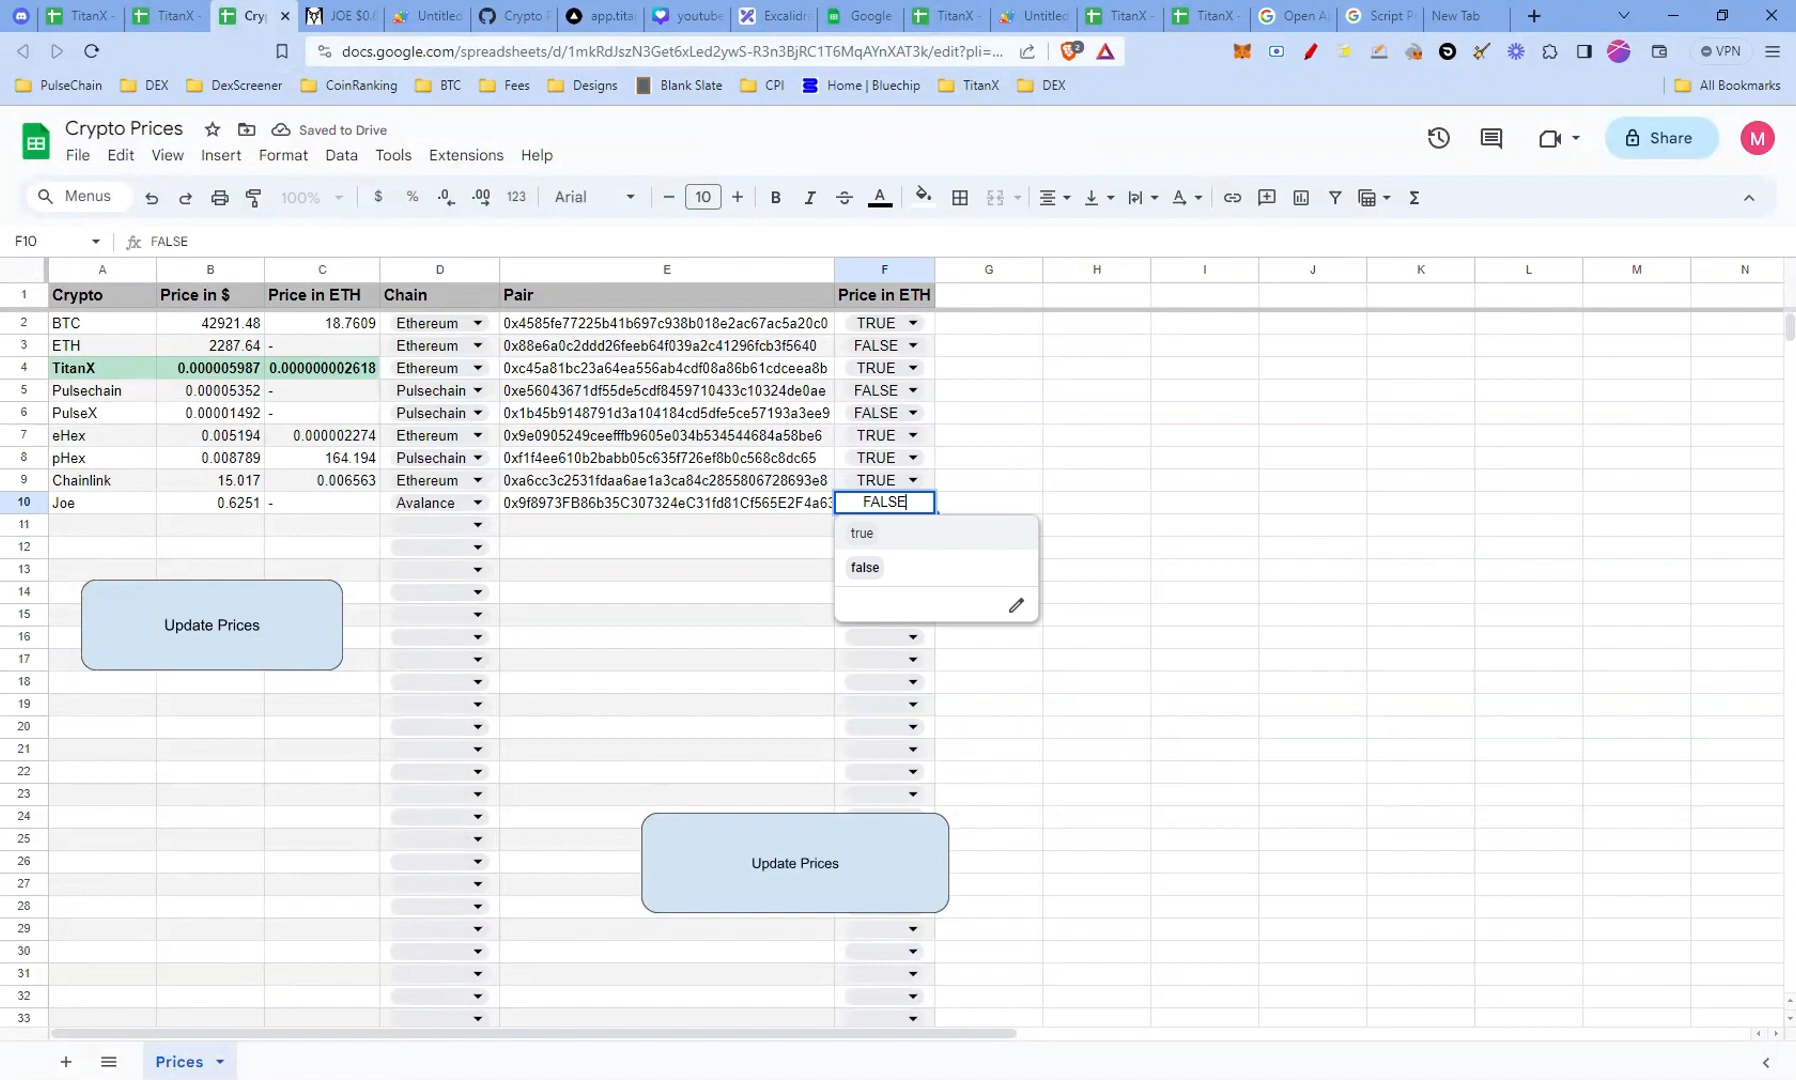 TitanX -
TitanX -
Cryp
JOE $0.6
Untitled
Crypto P
app.titan
youtube
Excalidra
Google
TitanX -
Untitled
TitanX -
TitanX -
Open A
Script P
New Tab
docs.google.com/spreadsheets/d/1mkRdJszN3Get6xLed2ywS-R3n3BjRC1T6MqAYnXAT3k/edit?pli=...
2
VPN
PulseChain
DEX
DexScreener
CoinRanking
BTC
Fees
Designs
Blank Slate
CPI
Home | Bluechip
TitanX
DEX
All Bookmarks
Crypto Prices
Saved to Drive
File Edit View Insert Format Data Tools Extensions Help
Share
M
Menus
100%
$ % .0 .00 123
Arial
10
B I
F10
fx FALSE
A B C D E F G H I J K L M N
1 Crypto Price in $ Price in ETH Chain Pair Price in ETH
2 BTC 42921.48 18.7609 Ethereum 0x4585fe77225b41b697c938b018e2ac67ac5a20c0 TRUE
3 ETH 2287.64 - Ethereum 0x88e6a0c2ddd26feeb64f039a2c41296fcb3f5640 FALSE
4 TitanX 0.000005987 0.000000002618 Ethereum 0xc45a81bc23a64ea556ab4cdf08a86b61cdceea8b TRUE
5 Pulsechain 0.00005352 - Pulsechain 0xe56043671df55de5cdf8459710433c10324de0ae FALSE
6 PulseX 0.00001492 - Pulsechain 0x1b45b9148791d3a104184cd5dfe5ce57193a3ee9 FALSE
7 eHex 0.005194 0.000002274 Ethereum 0x9e0905249ceefffb9605e034b534544684a58be6 TRUE
8 pHex 0.008789 164.194 Pulsechain 0xf1f4ee610b2babb05c635f726ef8b0c568c8dc65 TRUE
9 Chainlink 15.017 0.006563 Ethereum 0xa6cc3c2531fdaa6ae1a3ca84c2855806728693e8 TRUE
10 Joe 0.6251 - Avalance 0x9f8973FB86b35C307324eC31fd81Cf565E2F4a63 FALSE
true
false
11
12
13
14
15
16
17
18
19
20
21
22
23
24
25
26
27
28
29
30
31
32
33
Update Prices
Update Prices
Prices